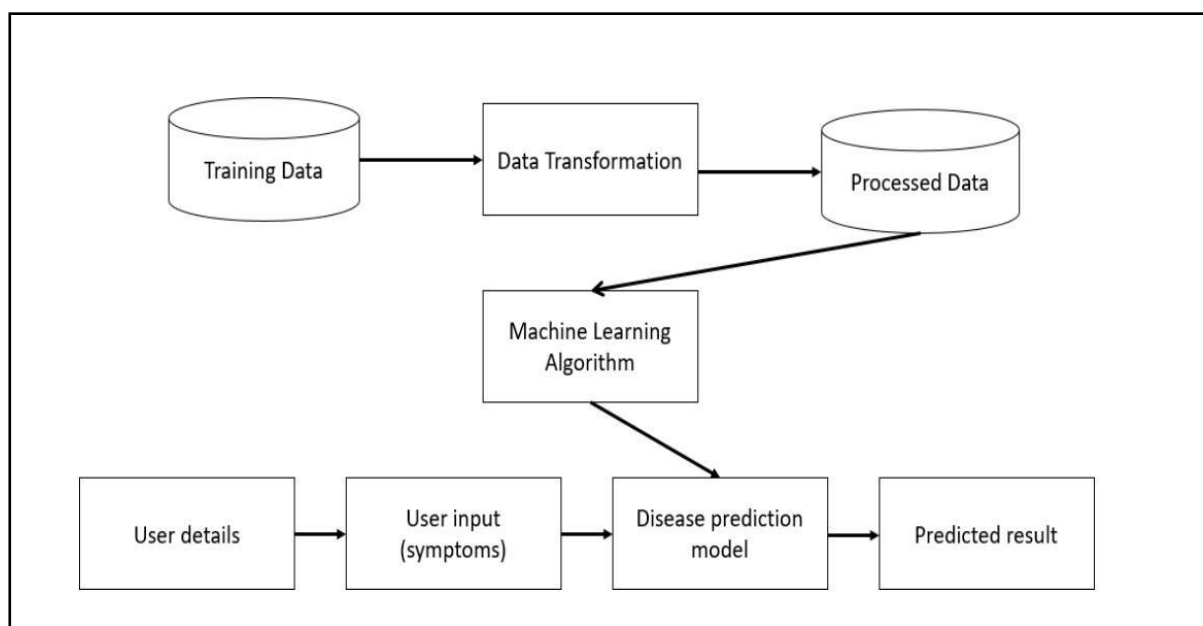 Training Data
Data Transformation
Processed Data
Machine Learning
Algorithm
User details
User input
(symptoms)
Disease prediction
model
Predicted result